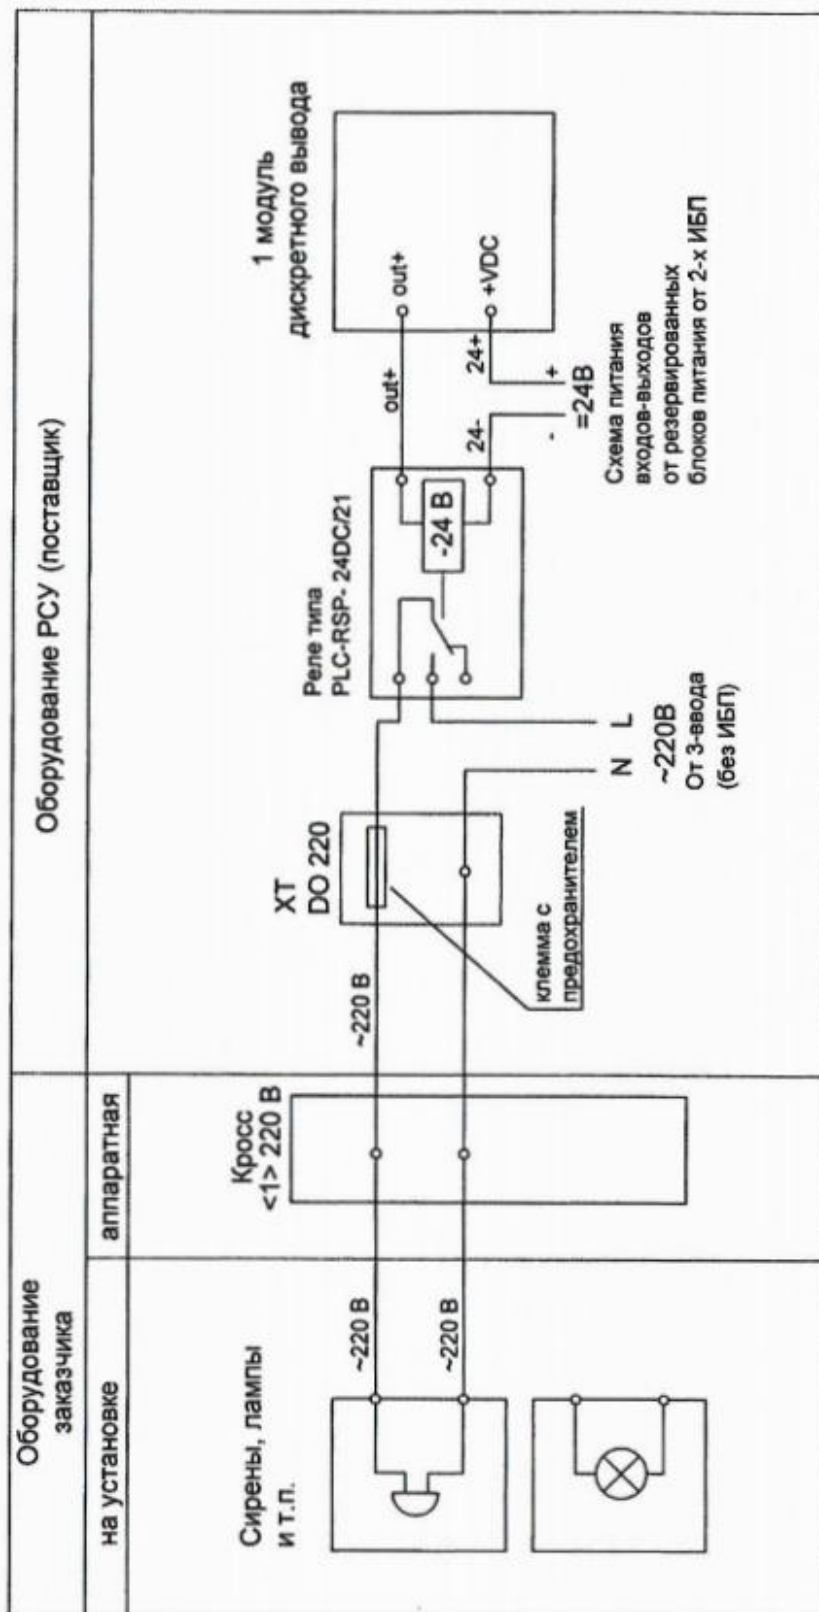 Оборудование
заказчика
Оборудование РСУ (поставщик)
на установке
аппаратная
Сирены, лампы
и т.п.
~220 В
~220 В
Кросс
<1> 220 В
~220 В
XT
DO 220
клемма с
предохранителем
Реле типа
PLC-RSP- 24DC/21
-24 В
N
L
~220В
От 3-ввода
(без ИБП)
out+
24-
24+
-
+
=24В
Схема питания
входов-выходов
от резервированных
блоков питания от 2-х ИБП
1 модуль
дискретного вывода
out+
+VDC